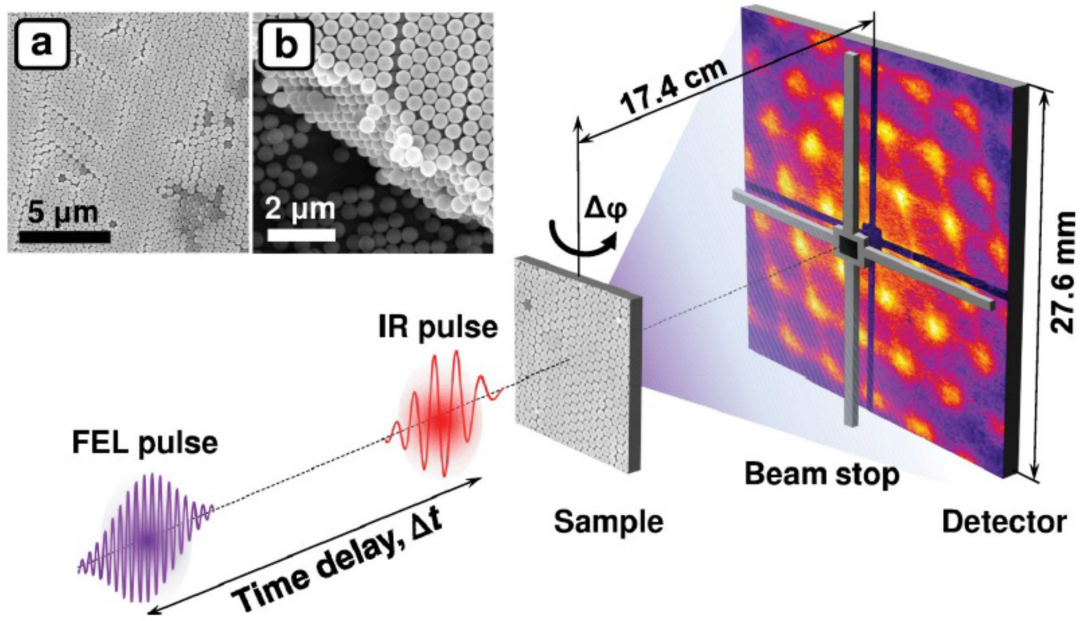 a
b
5 µm
2 µm
17.4 cm
Δφ
27.6 mm
IR pulse
FEL pulse
Time delay, Δt
Sample
Beam stop
Detector